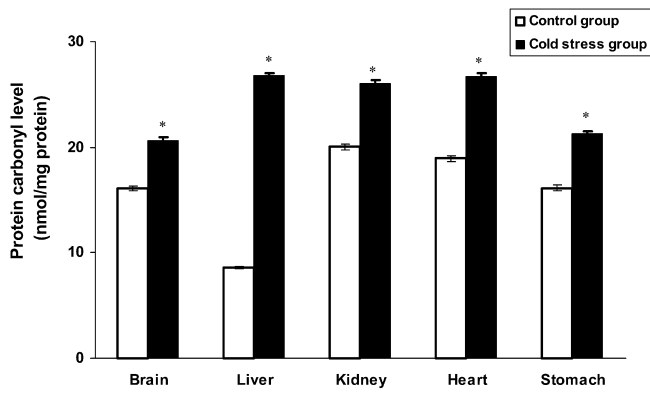 Control group
Cold stress group
Protein carbonyl level
(nmol/mg protein)
30
20
10
0
*
*
*
*
*
Brain
Liver
Kidney
Heart
Stomach